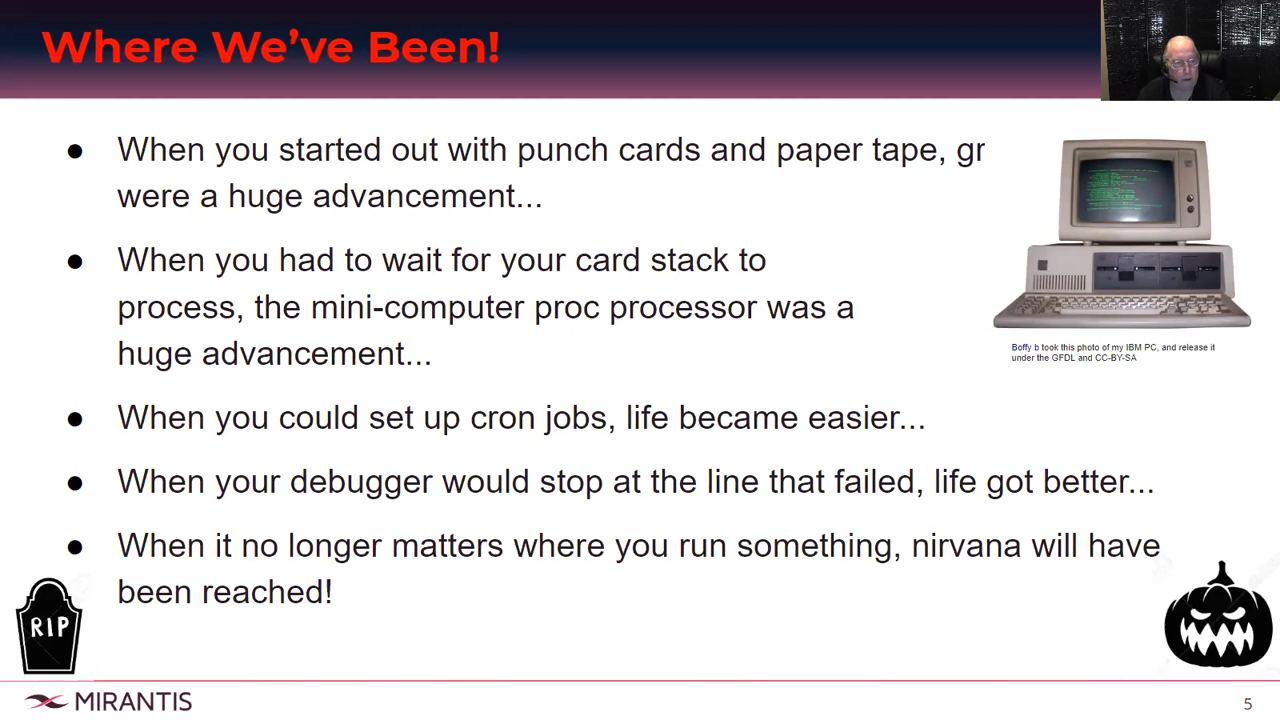 Where We've Been!
● When you started out with punch cards and paper tape, gr
were a huge advancement...
● When you had to wait for your card stack to
process, the mini-computer proc processor was a
huge advancement...
● When you could set up cron jobs, life became easier...
● When your debugger would stop at the line that failed, life got better...
● When it no longer matters where you run something, nirvana will have
been reached!
Boffy b took this photo of my IBM PC, and release it
under the GFDL and CC-BY-SA
RIP
MIRANTIS
5